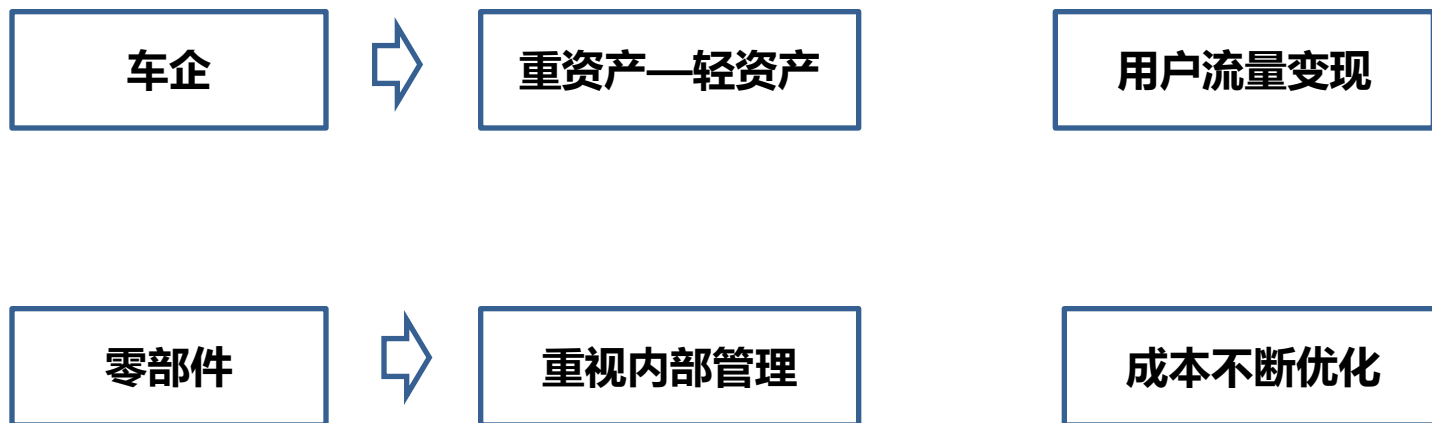 车企
重资产—轻资产
用户流量变现
零部件
重视内部管理
成本不断优化